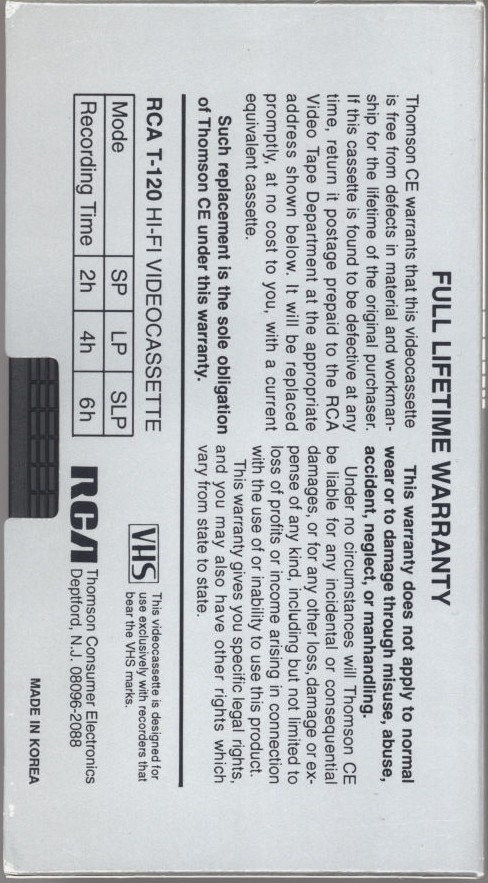 FULL LIFETIME WARRANTY
Thomson CE warrants that this videocassette
is free from defects in material and workman-
ship for the lifetime of the original purchaser.
If this cassette is found to be defective at any
time, return it postage prepaid to the RCA
Video Tape Department at the appropriate
address shown below. It will be replaced
promptly, at no cost to you, with a current
equivalent cassette.
Such replacement is the sole obligation
of Thomson CE under this warranty.
This warranty does not apply to normal
wear or to damage through misuse, abuse,
accident, neglect, or manhandling.
Under no circumstances will Thomson CE
be liable for any incidental or consequential
damages, or for any other loss, damage or ex-
pense of any kind, including but not limited to
loss of profits or income arising in connection
with the use of or inability to use this product.
This warranty gives you specific legal rights,
and you may also have other rights which
vary from state to state.
RCA T-120 HI-FI VIDEOCASSETTE
Mode SP LP SLP
Recording Time 2h 4h 6h
VHS
This videocassette is designed for
use exclusively with recorders that
bear the VHS marks.
RCA
Thomson Consumer Electronics
Deptford, N.J. 08096-2088
MADE IN KOREA